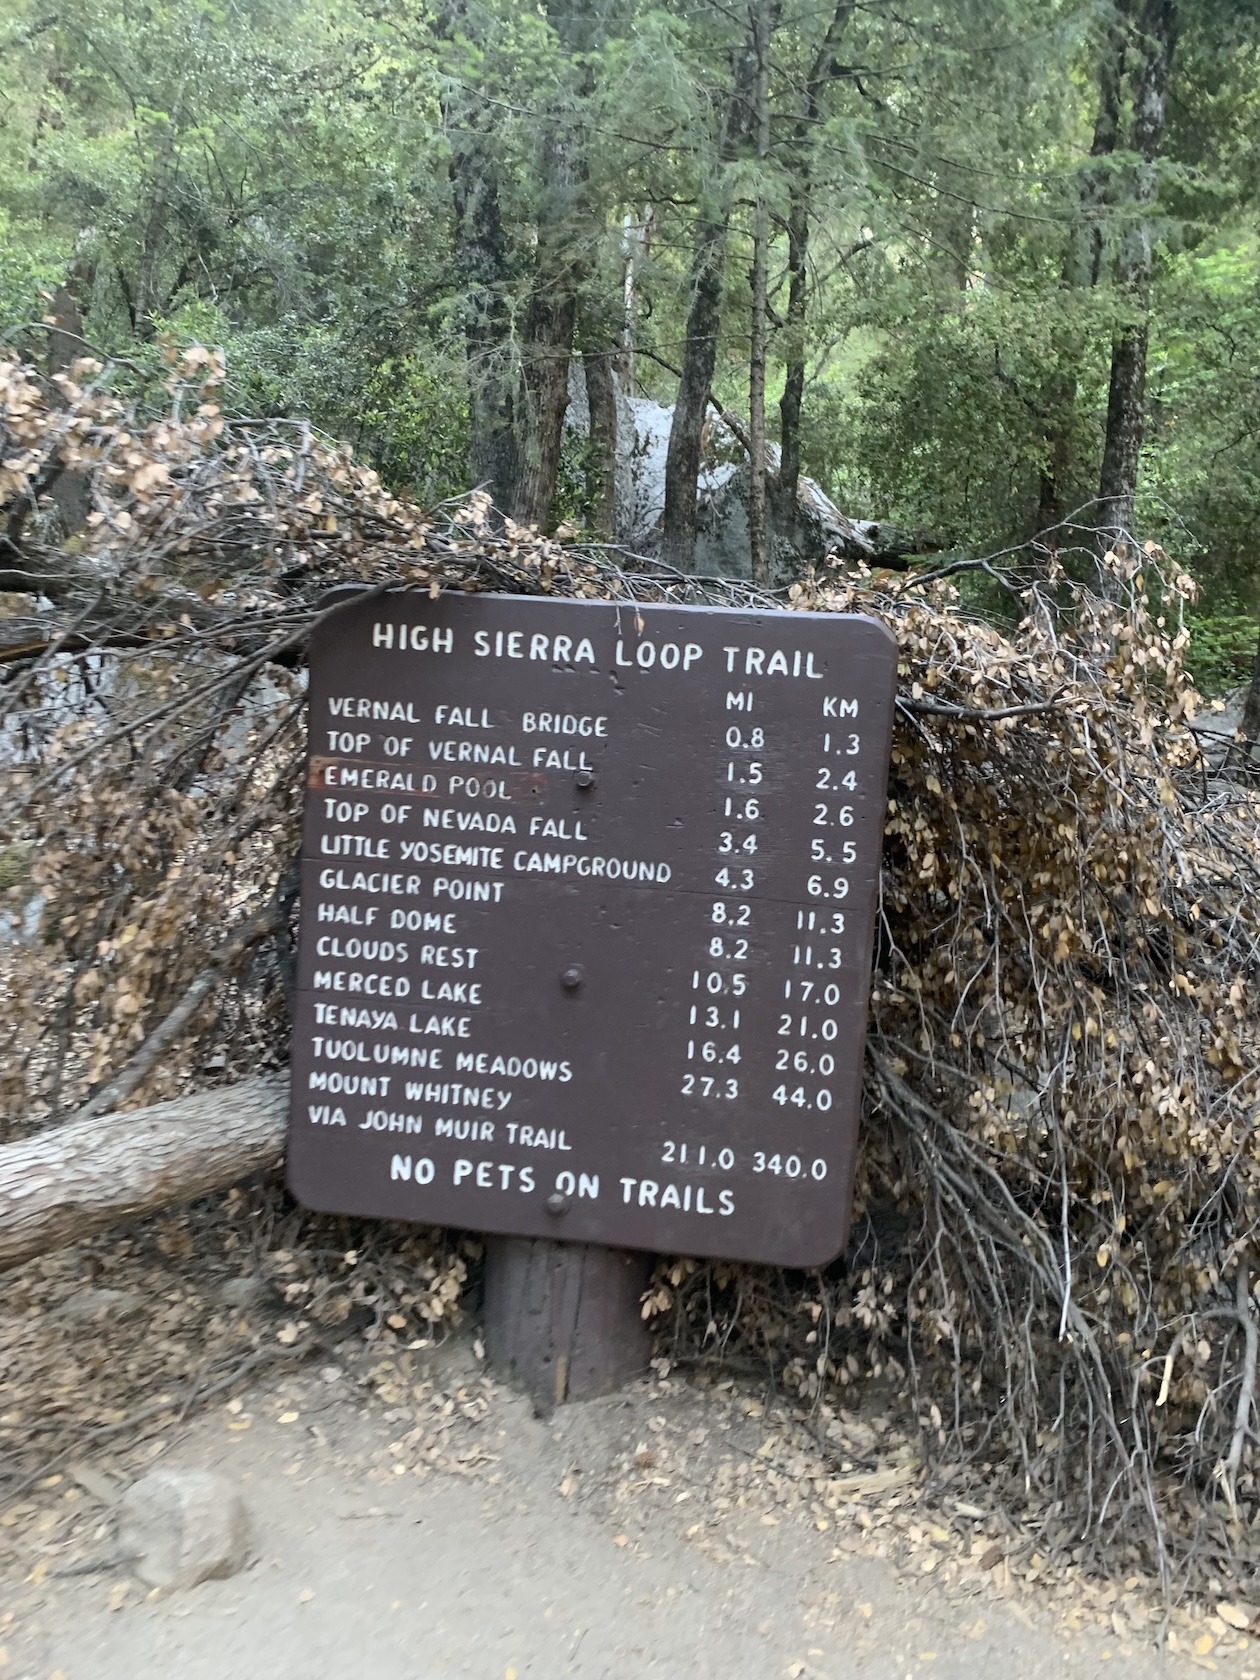 HIGH SIERRA LOOP TRAIL
MI KM
VERNAL FALL BRIDGE 0.8 1.3
TOP OF VERNAL FALL 1.5 2.4
EMERALD POOL 1.6 2.6
TOP OF NEVADA FALL 3.4 5.5
LITTLE YOSEMITE CAMPGROUND 4.3 6.9
GLACIER POINT 8.2 11.3
HALF DOME 8.2 11.3
CLOUDS REST 10.5 17.0
MERCED LAKE 13.1 21.0
TENAYA LAKE 16.4 26.0
TUOLUMNE MEADOWS 27.3 44.0
MOUNT WHITNEY
VIA JOHN MUIR TRAIL 211.0 340.0
NO PETS ON TRAILS